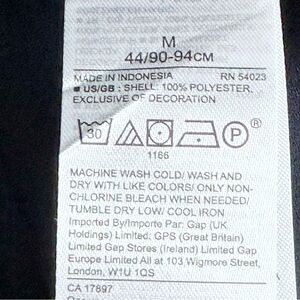 M
44/90-94CM
MADE IN INDONESIA RN 54023
■ US/GB : SHELL: 100% POLYESTER,
EXCLUSIVE OF DECORATION
30 P ®
1166
MACHINE WASH COLD/ WASH AND
DRY WITH LIKE COLORS/ ONLY NON-
CHLORINE BLEACH WHEN NEEDED/
TUMBLE DRY LOW/ COOL IRON
Imported By/Importe Par: Gap (UK
Holdings) Limited: GPS (Great Britain)
Limited Gap Stores (Ireland) Limited Gap
Europe Limited All at 103 Wigmore Street,
London, W1U 1QS
CA 17897